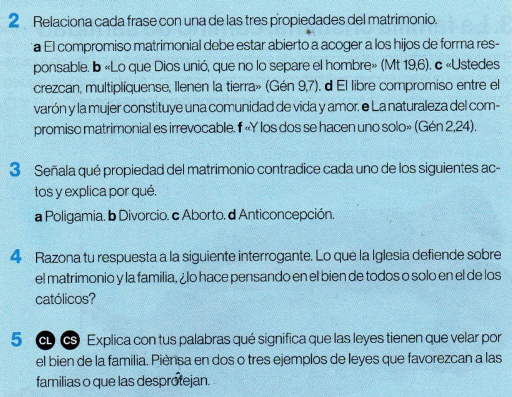 2 Relaciona cada frase con una de las tres propiedades del matrimonio.
a El compromiso matrimonial debe estar abierto a acoger a los hijos de forma res-
ponsable. b «Lo que Dios unió, que no lo separe el hombre» (Mt 19,6). c «Ustedes
crezcan, multiplíquense, llenen la tierra» (Gén 9,7). d El libre compromiso entre el
varón y la mujer constituye una comunidad de vida y amor. e La naturaleza del com-
promiso matrimonial es irrevocable. f «Y los dos se hacen uno solo» (Gén 2,24).
3 Señala qué propiedad del matrimonio contradice cada uno de los siguientes ac-
tos y explica por qué.
a Poligamia. b Divorcio. c Aborto. d Anticoncepción.
4 Razona tu respuesta a la siguiente interrogante. Lo que la Iglesia defiende sobre
el matrimonio y la familia, ¿lo hace pensando en el bien de todos o solo en el de los
católicos?
5 CL CS Explica con tus palabras qué significa que las leyes tienen que velar por
el bien de la familia. Piensa en dos o tres ejemplos de leyes que favorezcan a las
familias o que las desprotejan.